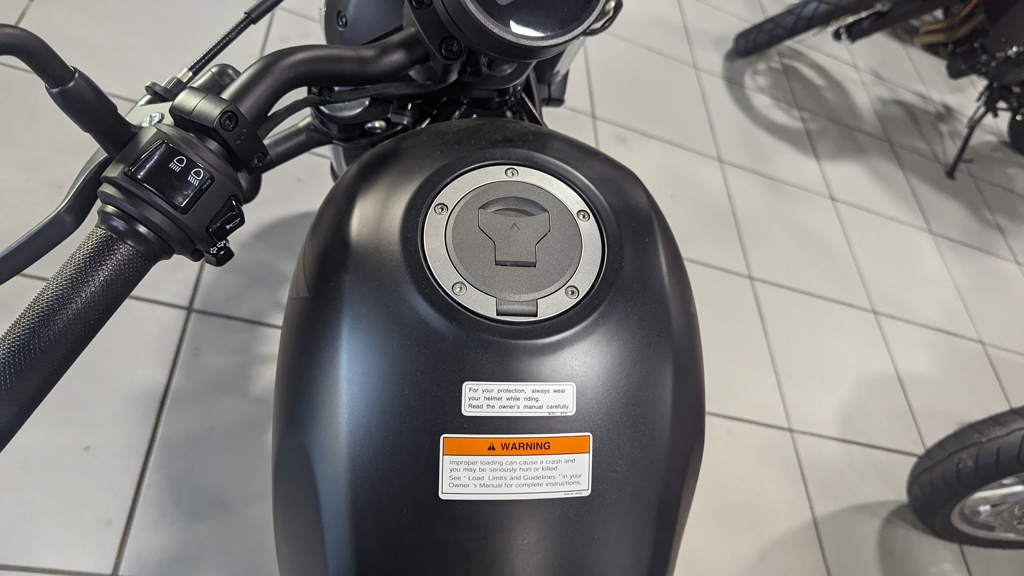 For your protection, always wear
your helmet while riding.
Read the owner's manual carefully.
WARNING
Improper loading can cause a crash and
you may be seriously hurt or killed.
See " Load Limits and Guidelines " in your
Owner 's Manual for complete instructions.